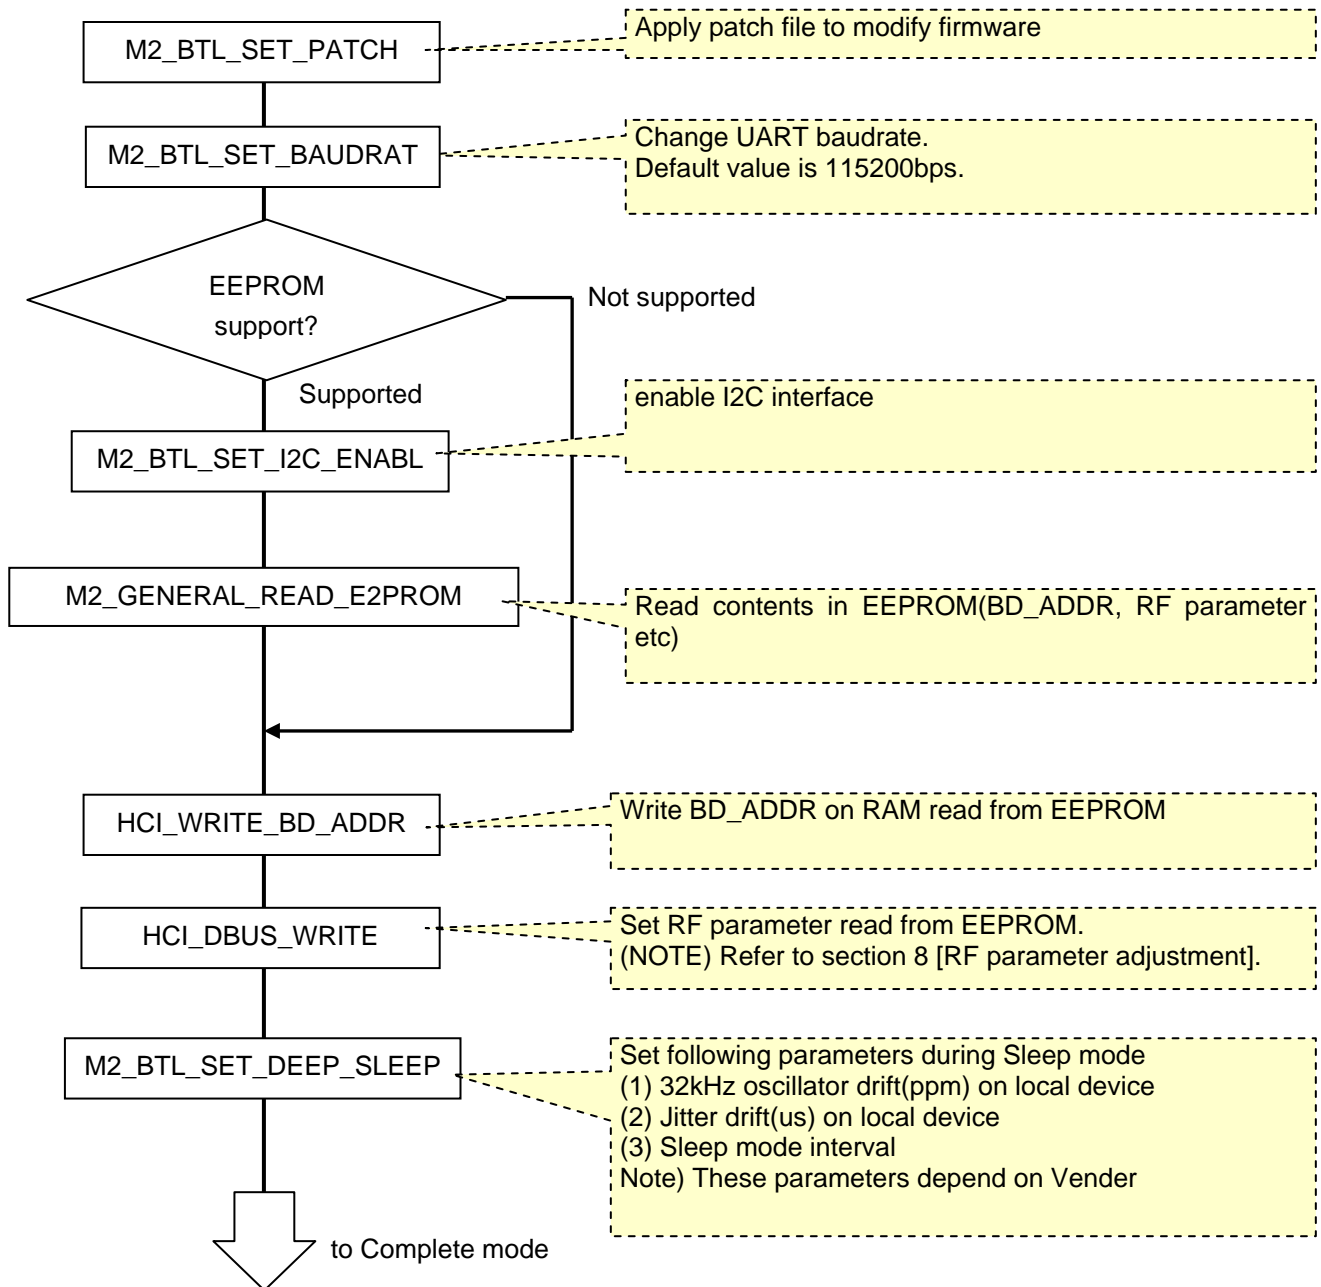 M2_BTL_SET_PATCH
Apply patch file to modify firmware
M2_BTL_SET_BAUDRAT
Change UART baudrate.
Default value is 115200bps.
EEPROM
support?
Not supported
Supported
M2_BTL_SET_I2C_ENABL
enable I2C interface
M2_GENERAL_READ_E2PROM
Read contents in EEPROM(BD_ADDR, RF parameter
etc)
HCI_WRITE_BD_ADDR
Write BD_ADDR on RAM read from EEPROM
HCI_DBUS_WRITE
Set RF parameter read from EEPROM.
(NOTE) Refer to section 8 [RF parameter adjustment].
M2_BTL_SET_DEEP_SLEEP
Set following parameters during Sleep mode
(1) 32kHz oscillator drift(ppm) on local device
(2) Jitter drift(us) on local device
(3) Sleep mode interval
Note) These parameters depend on Vender
to Complete mode